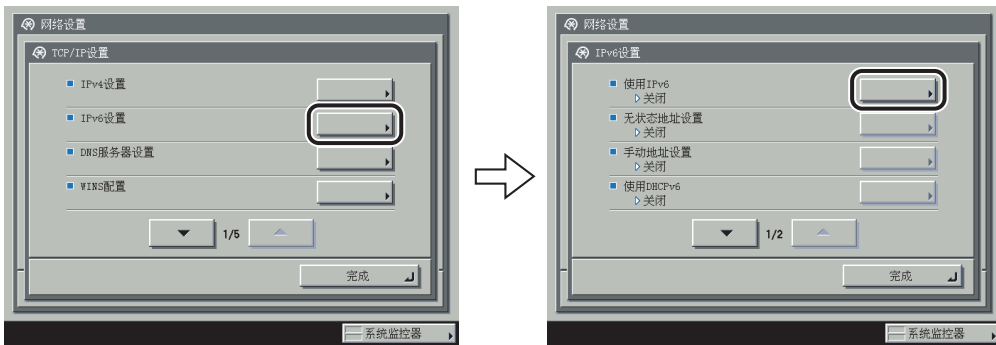 网络设置
TCP/IP设置
IPv4设置
IPv6设置
DNS服务器设置
WINS配置
1/5
完成
系统监控器
网络设置
IPv6设置
使用IPv6
关闭
无状态地址设置
关闭
手动地址设置
关闭
使用DHCPv6
关闭
1/2
完成
系统监控器